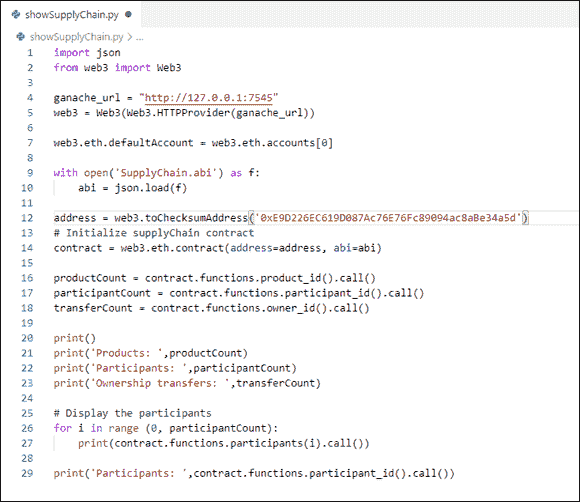 showSupplyChain.py
showSupplyChain.py > ...
1 import json
2 from web3 import Web3
3
4 ganache_url = "http://127.0.0.1:7545"
5 web3 = Web3(Web3.HTTPProvider(ganache_url))
6
7 web3.eth.defaultAccount = web3.eth.accounts[0]
8
9 with open('SupplyChain.abi') as f:
10     abi = json.load(f)
11
12 address = web3.toChecksumAddress('0xE9D226EC619D087Ac76E76Fc89094ac8aBe34a5d')
13 # Initialize supplyChain contract
14 contract = web3.eth.contract(address=address, abi=abi)
15
16 productCount = contract.functions.product_id().call()
17 participantCount = contract.functions.participant_id().call()
18 transferCount = contract.functions.owner_id().call()
19
20 print()
21 print('Products: ',productCount)
22 print('Participants: ',participantCount)
23 print('Ownership transfers: ',transferCount)
24
25 # Display the participants
26 for i in range (0, participantCount):
27     print(contract.functions.participants(i).call())
28
29 print('Participants: ',contract.functions.participant_id().call())